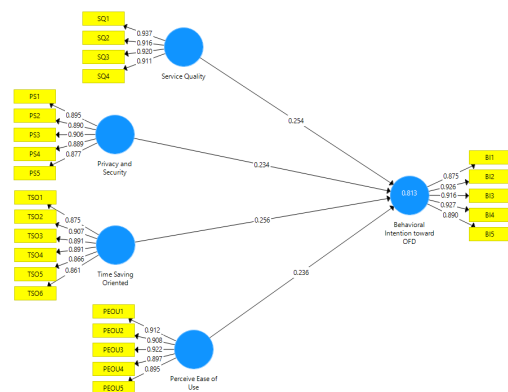 SQ1
SQ2
SQ3
SQ4
0.937
0.916
0.920
0.911
Service Quality
PS1
PS2
PS3
PS4
PS5
0.895
0.890
0.906
0.889
0.877
Privacy and
Security
TSO1
TSO2
TSO3
TSO4
TSO5
TSO6
0.875
0.907
0.891
0.891
0.866
0.861
Time Saving
Oriented
PEOU1
PEOU2
PEOU3
PEOU4
PEOU5
0.912
0.908
0.922
0.897
0.895
Perceive Ease of
Use
0.254
0.234
0.256
0.236
0.813
Behavioral
Intention toward
OFD
0.875
0.926
0.916
0.927
0.890
BI1
BI2
BI3
BI4
BI5